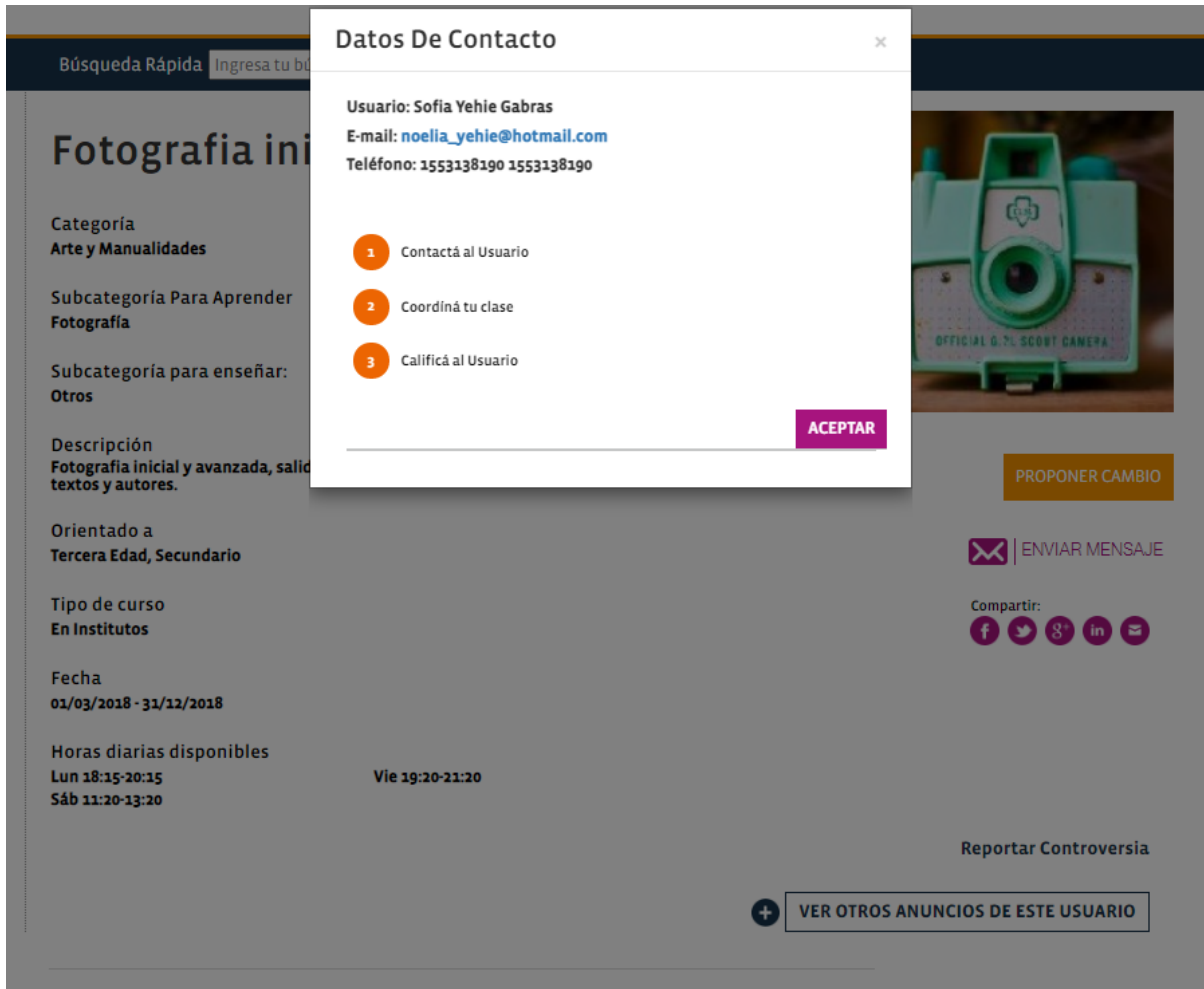 Datos De Contacto
×
Búsqueda Rápida Ingresa tu bú
Usuario: Sofia Yehie Gabras
E-mail: noelia_yehie@hotmail.com
Teléfono: 1553138190 1553138190
1 Contactá al Usuario
2 Coordíná tu clase
3 Calificá al Usuario
ACEPTAR
Fotografia ini
Categoría
Arte y Manualidades
Subcategoría Para Aprender
Fotografía
Subcategoría para enseñar:
Otros
Descripción
Fotografia inicial y avanzada, salid
textos y autores.
Orientado a
Tercera Edad, Secundario
Tipo de curso
En Institutos
Fecha
01/03/2018 - 31/12/2018
Horas diarias disponibles
Lun 18:15-20:15 Vie 19:20-21:20
Sáb 11:20-13:20
OFFICIAL SCOUT CAMERA
PROPONER CAMBIO
ENVIAR MENSAJE
Compartir:
Reportar Controversia
VER OTROS ANUNCIOS DE ESTE USUARIO